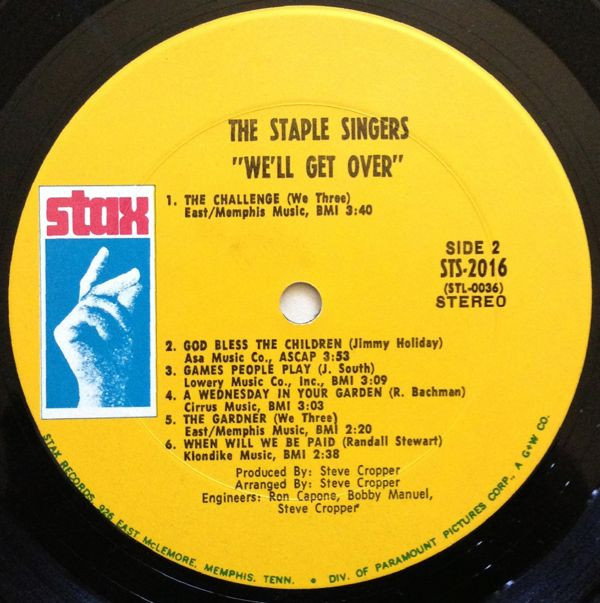 THE STAPLE SINGERS
"WE'LL GET OVER"
1. THE CHALLENGE (We Three)
East/Memphis Music, BMI 3:40
stax
SIDE 2
STS-2016
(STL-0036)
STEREO
2. GOD BLESS THE CHILDREN (Jimmy Holiday)
Asa Music Co., ASCAP 3:53
3. GAMES PEOPLE PLAY (J. South)
Lowery Music Co., Inc., BMI 3:09
4. A WEDNESDAY IN YOUR GARDEN (R. Bachman)
Cirrus Music, BMI 3:03
5. THE GARDNER (We Three)
East/Memphis Music, BMI 2:20
6. WHEN WILL WE BE PAID (Randall Stewart)
Klondike Music, BMI 2:38
Produced By: Steve Cropper
Arranged By: Steve Cropper
Engineers: Ron Capone, Bobby Manuel,
Steve Cropper
STAX RECORDS, 926 EAST McLEMORE, MEMPHIS, TENN. • DIV. OF PARAMOUNT PICTURES CORP., A G+W CO.